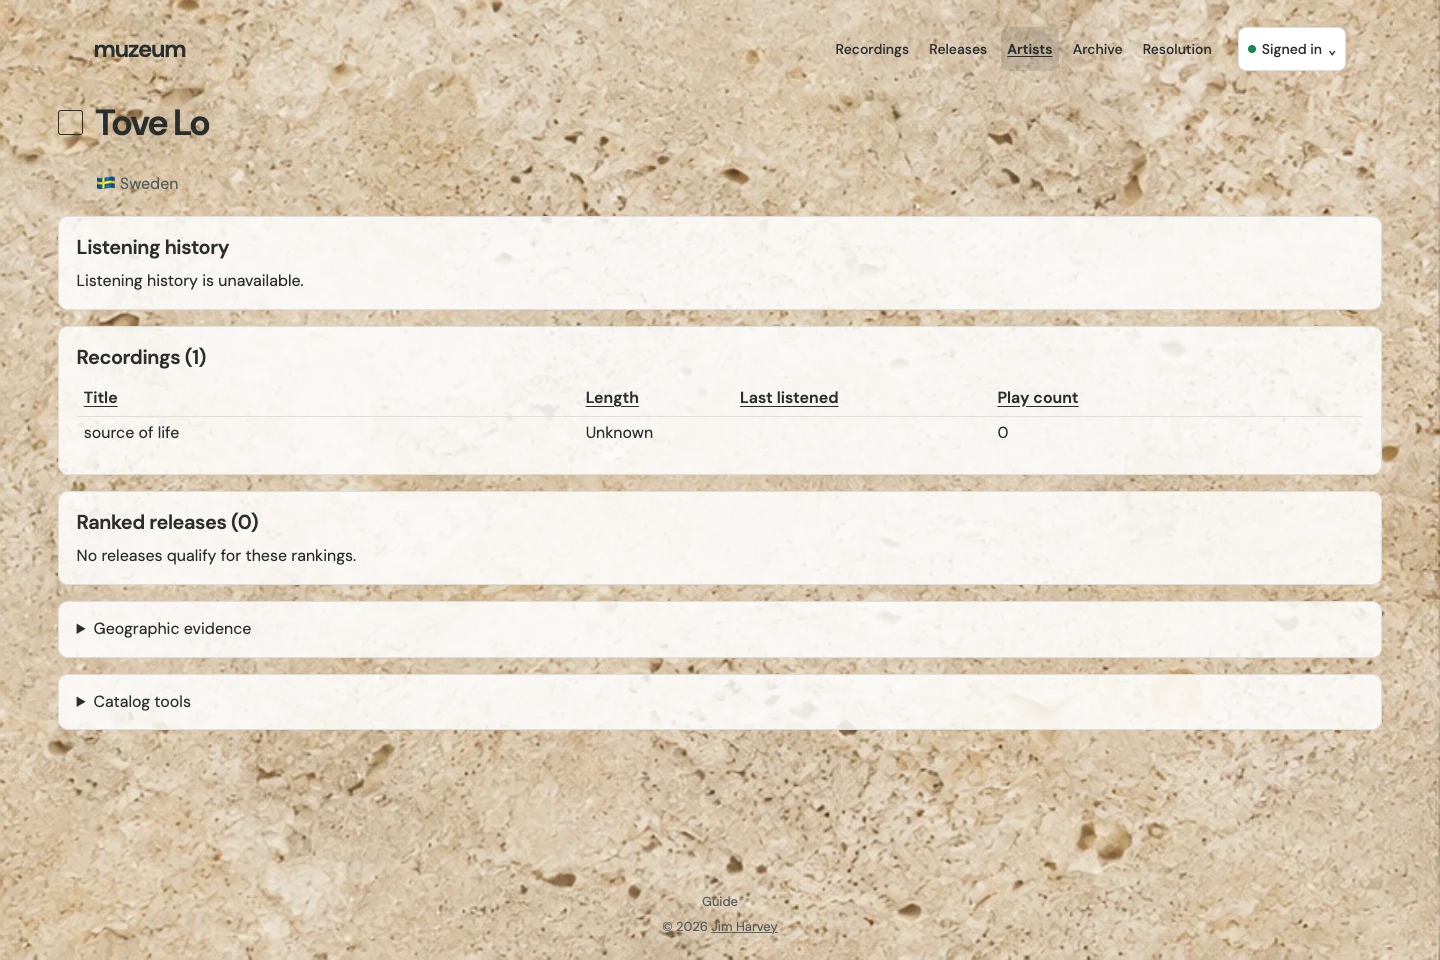 muzeum
Recordings Releases Artists Archive Resolution Signed in
Tove Lo
🇸🇪 Sweden
Listening history
Listening history is unavailable.
Recordings (1)
Title Length Last listened Play count
source of life Unknown 0
Ranked releases (0)
No releases qualify for these rankings.
Geographic evidence
Catalog tools
Guide
© 2026 Jim Harvey